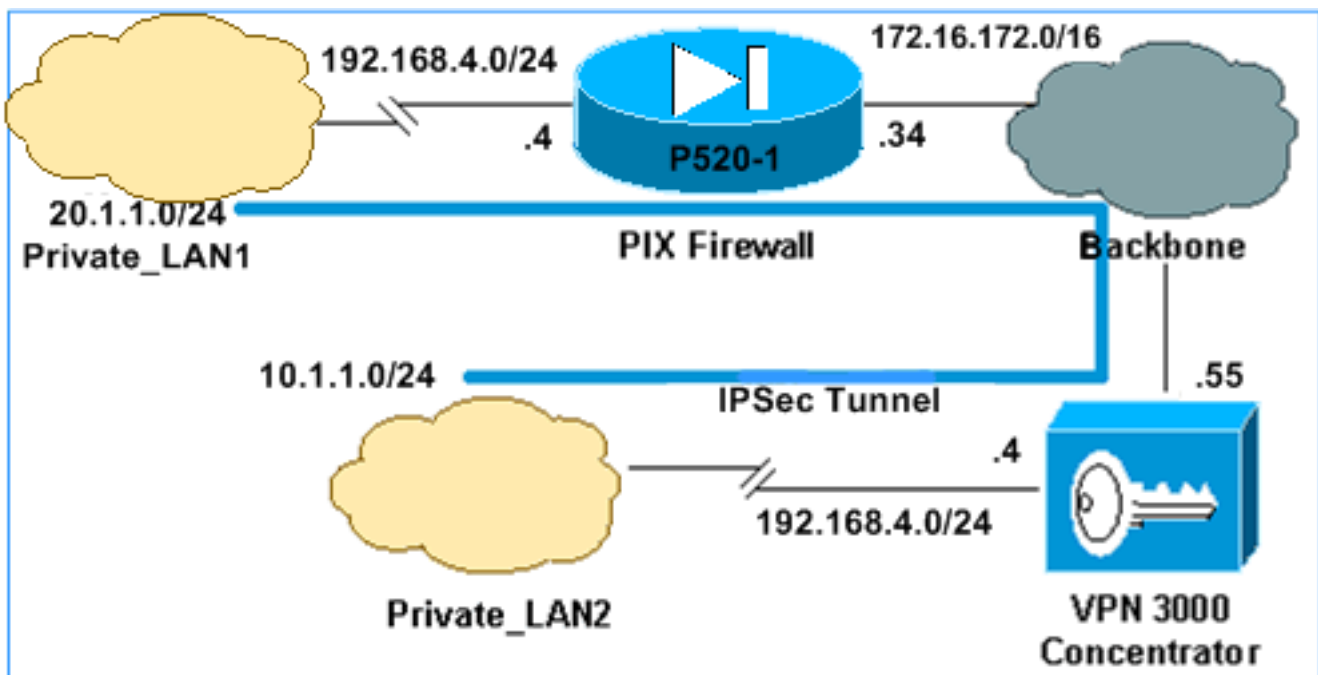 192.168.4.0/24
172.16.172.0/16
.4
P520-1
.34
20.1.1.0/24
Private_LAN1
PIX Firewall
Backbone
10.1.1.0/24
IPSec Tunnel
.55
.4
192.168.4.0/24
Private_LAN2
VPN 3000
Concentrator